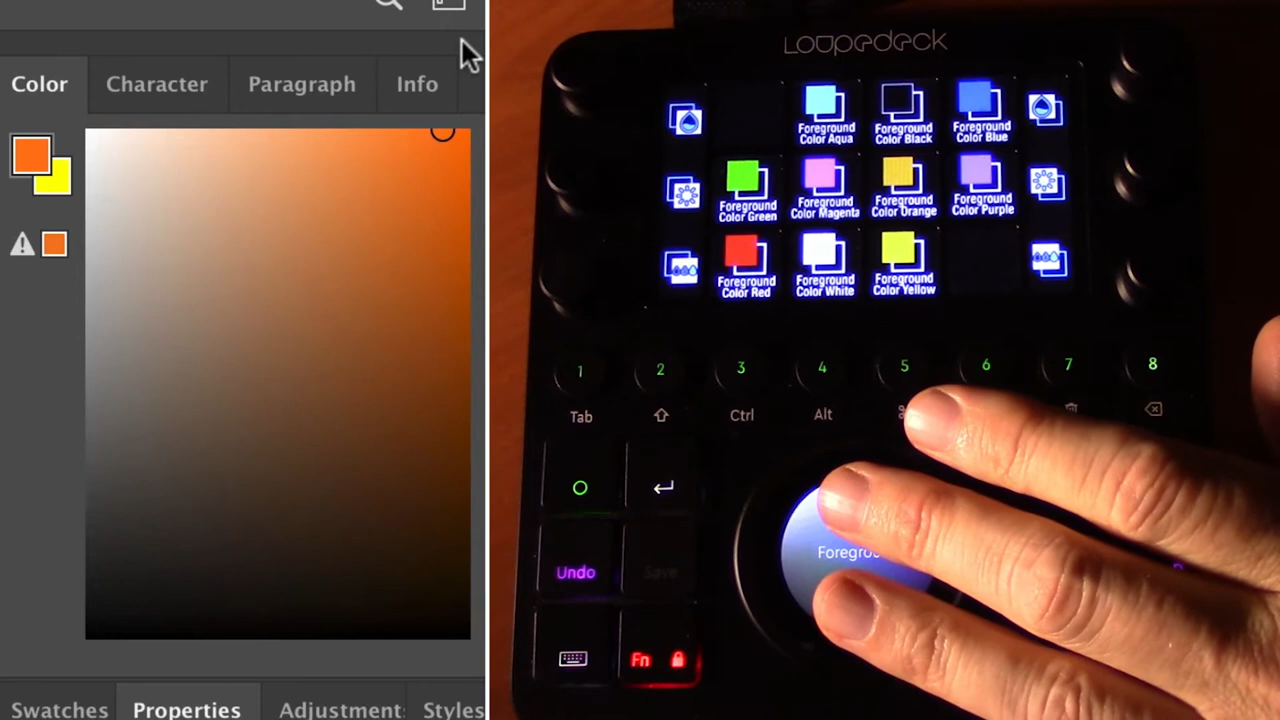 Color Character Paragraph Info
Loupedeck
Foreground Color Aqua
Foreground Color Black
Foreground Color Blue
Foreground Color Green
Foreground Color Magenta
Foreground Color Orange
Foreground Color Purple
Foreground Color Red
Foreground Color White
Foreground Color Yellow
1 2 3 4 5 6 7 8
Tab Ctrl Alt
Undo Save
Fn
Swatches Properties Styles